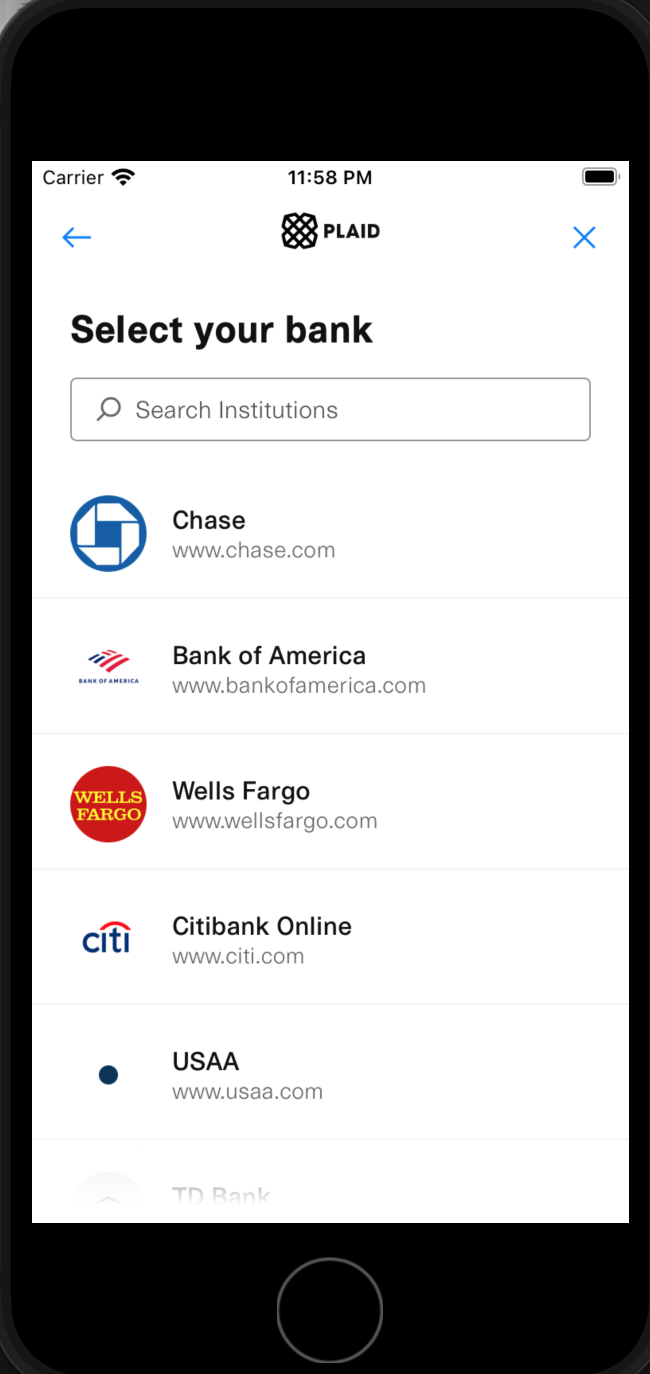 Carrier
11:58 PM
PLAID
Select your bank
Search Institutions
Chase
www.chase.com
BANK OF AMERICA
Bank of America
www.bankofamerica.com
WELLS
FARGO
Wells Fargo
www.wellsfargo.com
citi
Citibank Online
www.citi.com
USAA
www.usaa.com
TD Bank